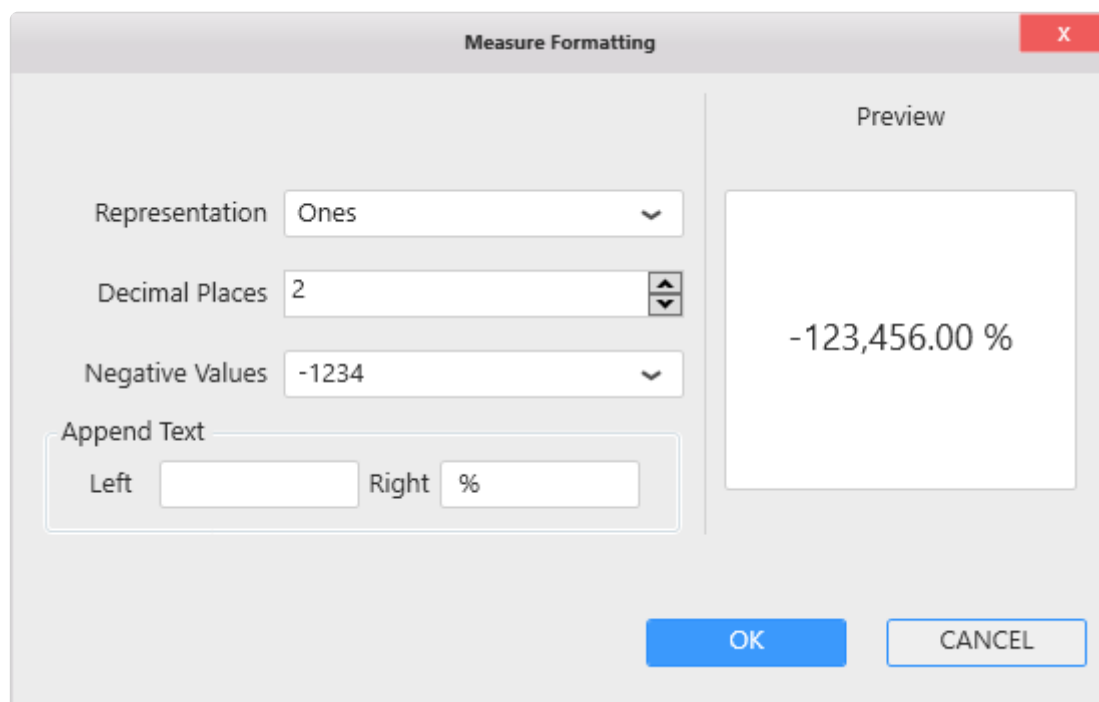 Measure Formatting
x
Preview
Representation Ones
Decimal Places 2
-123,456.00 %
Negative Values -1234
Append Text
Left Right %
OK CANCEL